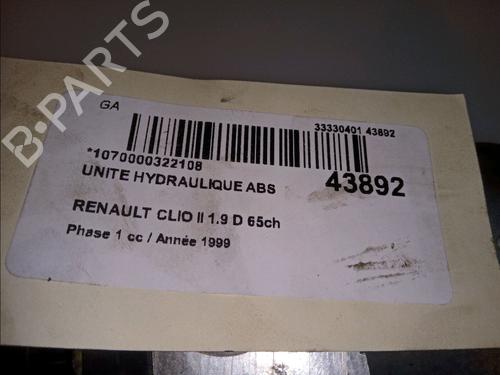 B-PARTS
GA
33330401 43892
*1070000322108
UNITE HYDRAULIQUE ABS
43892
RENAULT CLIO II 1.9 D 65ch
Phase 1 cc / Année 1999